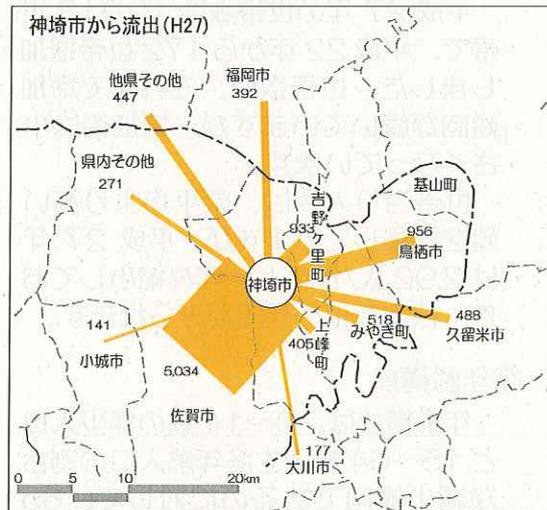 神埼市から流出(H27)
福岡市
392
他県その他
447
県内その他
271
基山町
吉野ヶ里町
933
956
鳥栖市
神埼市
488
久留米市
518
みやき町
405
上峰町
141
小城市
5,034
佐賀市
177
大川市
0 5 10 20km